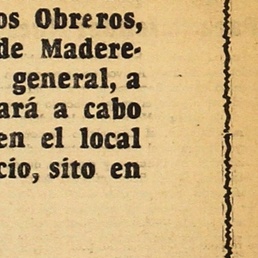 os Obreros,
de Madere-
general, a
ará a cabo
en el local
cio, sito en